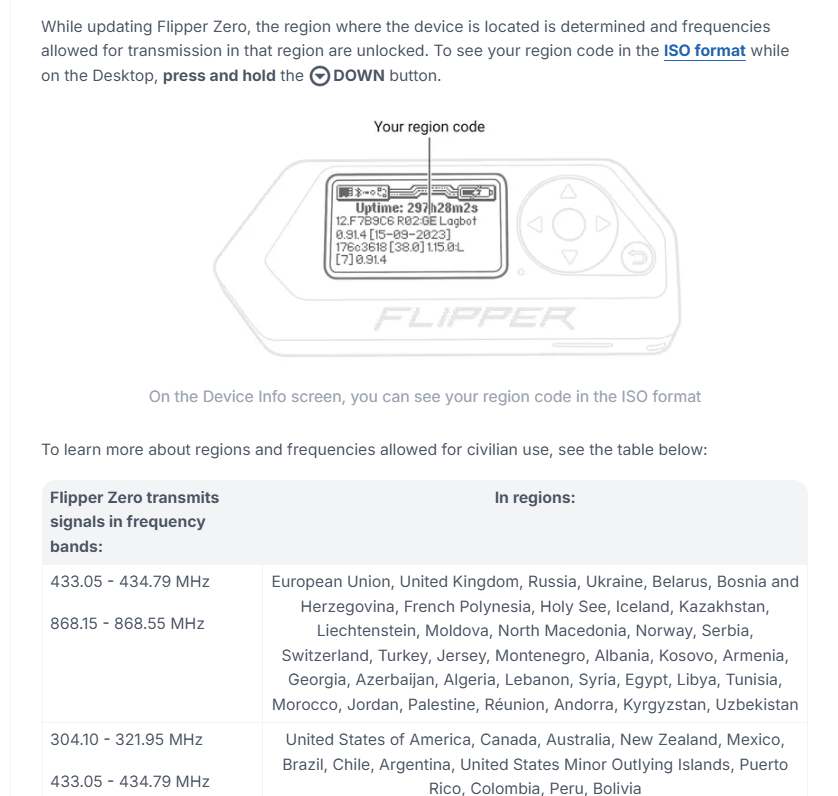 While updating Flipper Zero, the region where the device is located is determined and frequencies
allowed for transmission in that region are unlocked. To see your region code in the ISO format while
on the Desktop, press and hold the DOWN button.
Your region code
Uptime: 297h28m2s
12.F7B9C6 R02:GE Lagbot
0.91.4 [15-09-2023]
176c3618 [38.0] 1.15.0:L
[7] 0.91.4
FLIPPER
On the Device Info screen, you can see your region code in the ISO format
To learn more about regions and frequencies allowed for civilian use, see the table below:
Flipper Zero transmits
signals in frequency
bands:
In regions:
433.05 - 434.79 MHz
868.15 - 868.55 MHz
European Union, United Kingdom, Russia, Ukraine, Belarus, Bosnia and
Herzegovina, French Polynesia, Holy See, Iceland, Kazakhstan,
Liechtenstein, Moldova, North Macedonia, Norway, Serbia,
Switzerland, Turkey, Jersey, Montenegro, Albania, Kosovo, Armenia,
Georgia, Azerbaijan, Algeria, Lebanon, Syria, Egypt, Libya, Tunisia,
Morocco, Jordan, Palestine, Réunion, Andorra, Kyrgyzstan, Uzbekistan
304.10 - 321.95 MHz
433.05 - 434.79 MHz
United States of America, Canada, Australia, New Zealand, Mexico,
Brazil, Chile, Argentina, United States Minor Outlying Islands, Puerto
Rico, Colombia, Peru, Bolivia